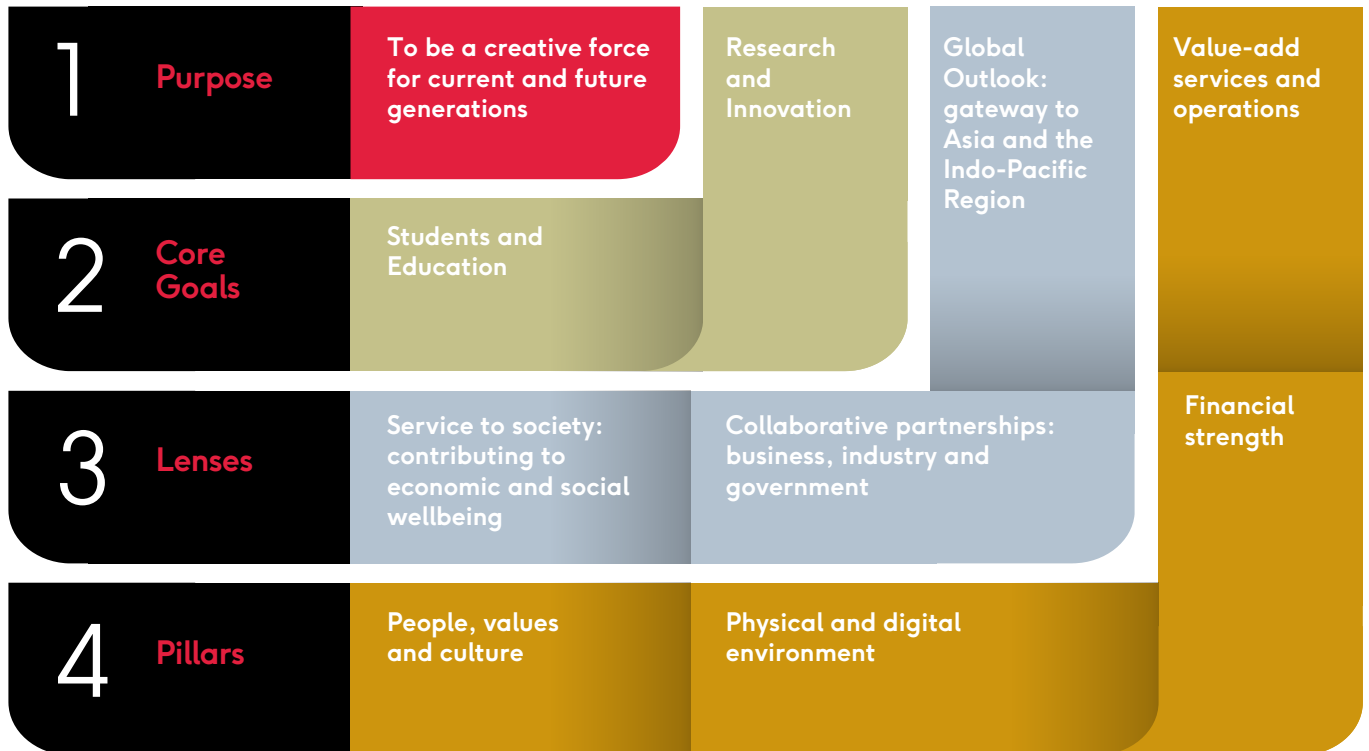 1
Purpose
To be a creative force
for current and future
generations
Research
and
Innovation
Global
Outlook:
gateway to
Asia and the
Indo-Pacific
Region
Value-add
services and
operations
2
Core
Goals
Students and
Education
3
Lenses
Service to society:
contributing to
economic and social
wellbeing
Collaborative partnerships:
business, industry and
government
Financial
strength
4
Pillars
People, values
and culture
Physical and digital
environment